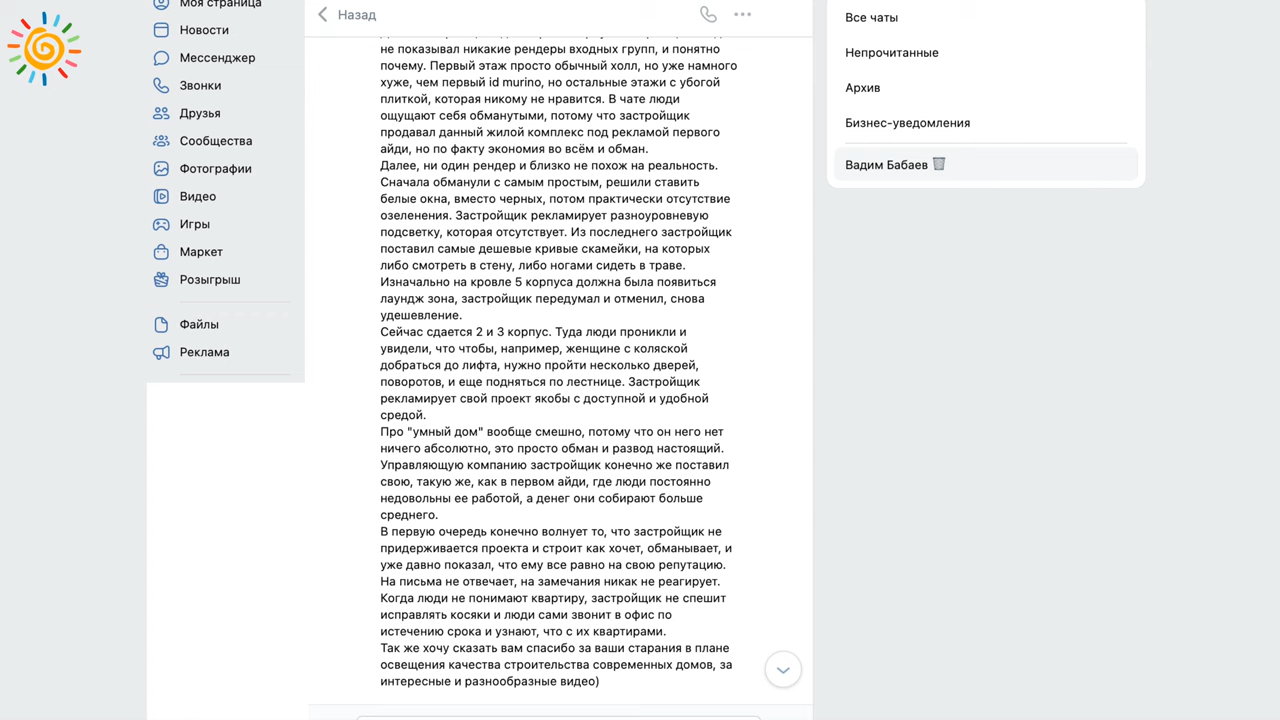 Моя страница
Новости
Мессенджер
Звонки
Друзья
Сообщества
Фотографии
Видео
Игры
Маркет
Розыгрыш
Файлы
Реклама
Назад
не показывал никакие рендеры входных групп, и понятно
почему. Первый этаж просто обычный холл, но уже намного
хуже, чем первый id murino, но остальные этажи с убогой
плиткой, которая никому не нравится. В чате люди
ощущают себя обманутыми, потому что застройщик
продавал данный жилой комплекс под рекламой первого
айди, но по факту экономия во всём и обман.
Далее, ни один рендер и близко не похож на реальность.
Сначала обманули с самым простым, решили ставить
белые окна, вместо черных, потом практически отсутствие
озеленения. Застройщик рекламирует разноуровневую
подсветку, которая отсутствует. Из последнего застройщик
поставил самые дешевые кривые скамейки, на которых
либо смотреть в стену, либо ногами сидеть в траве.
Изначально на кровле 5 корпуса должна была появиться
лаундж зона, застройщик передумал и отменил, снова
удешевление.
Сейчас сдается 2 и 3 корпус. Туда люди проникли и
увидели, что чтобы, например, женщине с коляской
добраться до лифта, нужно пройти несколько дверей,
поворотов, и еще подняться по лестнице. Застройщик
рекламирует свой проект якобы с доступной и удобной
средой.
Про "умный дом" вообще смешно, потому что он него нет
ничего абсолютно, это просто обман и развод настоящий.
Управляющую компанию застройщик конечно же поставил
свою, такую же, как в первом айди, где люди постоянно
недовольны ее работой, а денег они собирают больше
среднего.
В первую очередь конечно волнует то, что застройщик не
придерживается проекта и строит как хочет, обманывает, и
уже давно показал, что ему все равно на свою репутацию.
На письма не отвечает, на замечания никак не реагирует.
Когда люди не понимают квартиру, застройщик не спешит
исправлять косяки и люди сами звонит в офис по
истечению срока и узнают, что с их квартирами.
Так же хочу сказать вам спасибо за ваши старания в плане
освещения качества строительства современных домов, за
интересные и разнообразные видео)
Все чаты
Непрочитанные
Архив
Бизнес-уведомления
Вадим Бабаев